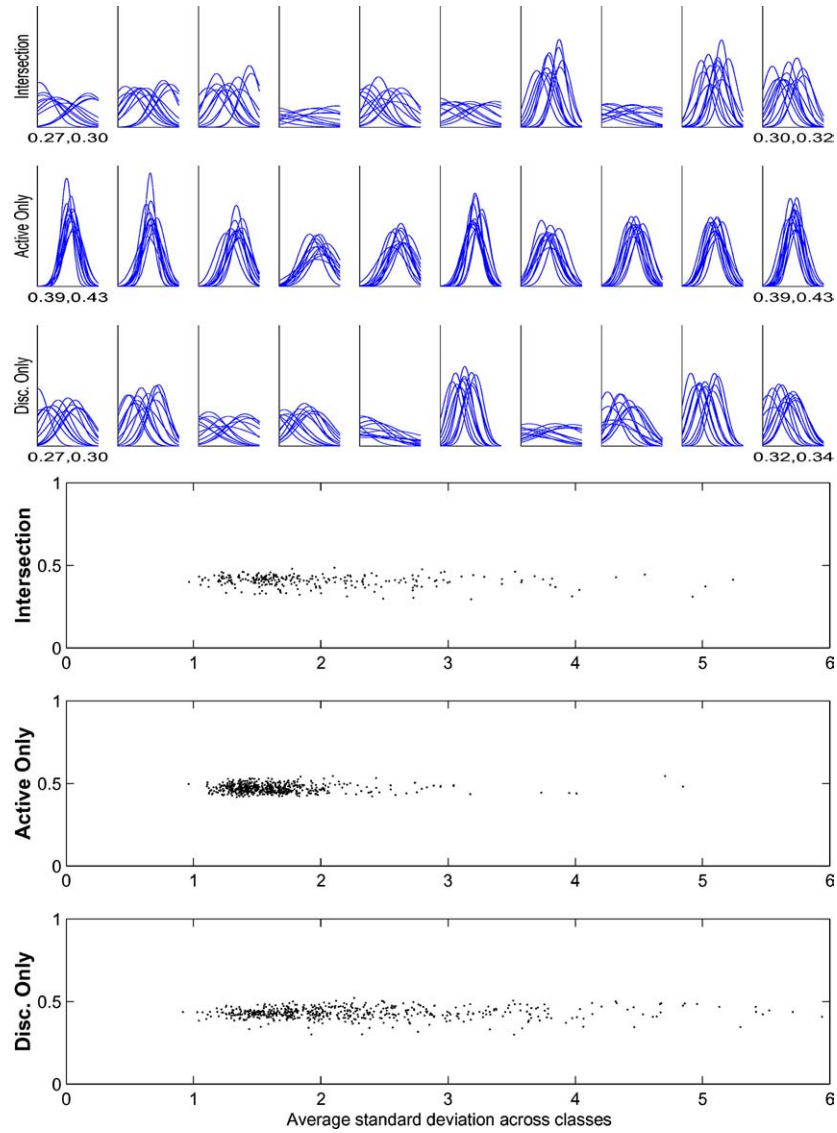 Intersection
0.27,0.30
0.30,0.32
Active Only
0.39,0.43
0.39,0.43
Disc. Only
0.27,0.30
0.32,0.34
1
0.5
0
Intersection
0 1 2 3 4 5 6
1
0.5
0
Active Only
0 1 2 3 4 5 6
1
0.5
0
Disc. Only
0 1 2 3 4 5 6
Average standard deviation across classes